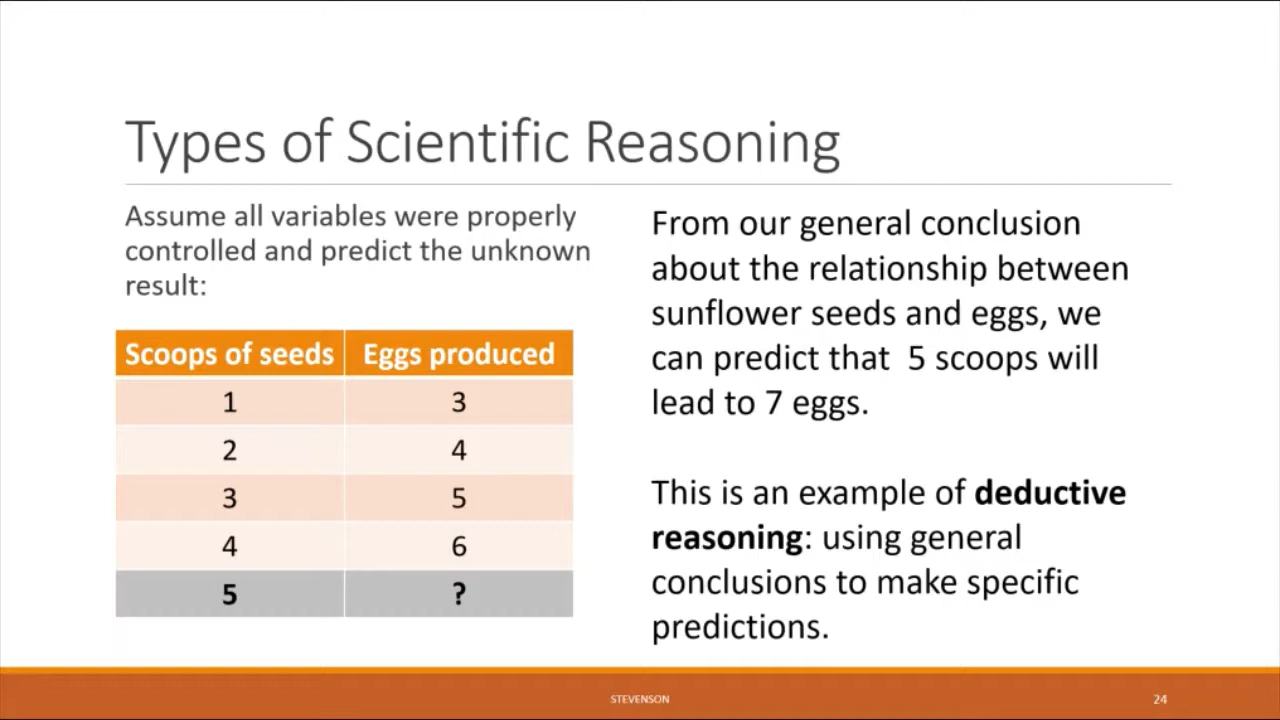 Types of Scientific Reasoning
Assume all variables were properly
controlled and predict the unknown
result:
Scoops of seeds Eggs produced
1 3
2 4
3 5
4 6
5 ?
From our general conclusion
about the relationship between
sunflower seeds and eggs, we
can predict that 5 scoops will
lead to 7 eggs.
This is an example of deductive
reasoning: using general
conclusions to make specific
predictions.
STEVENSON
24